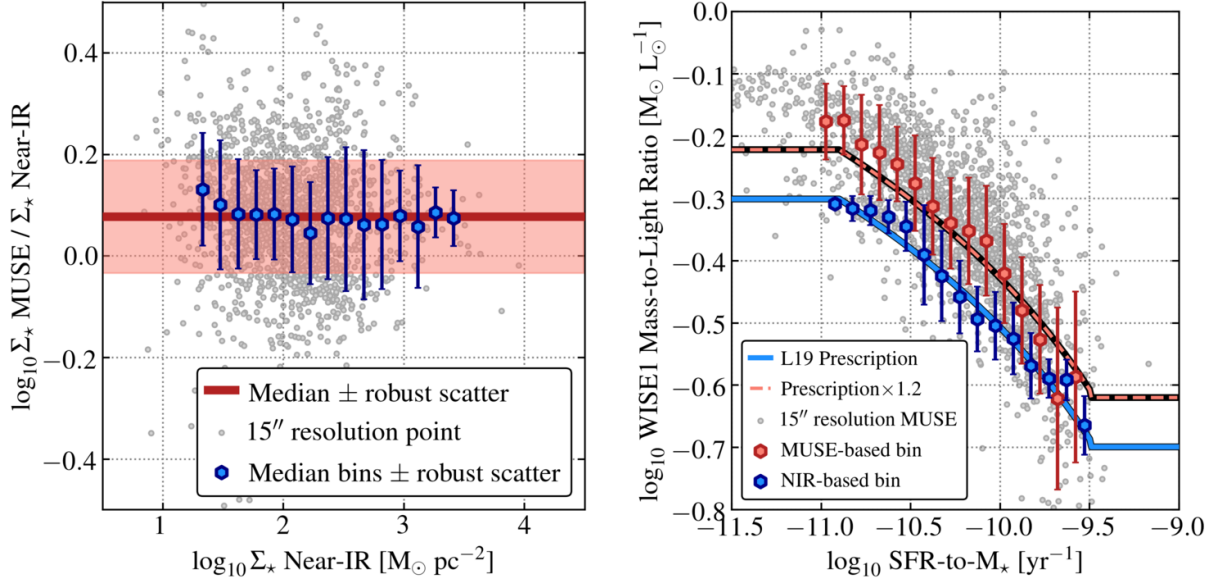 log₁₀ Σ⋆ MUSE / Σ⋆ Near-IR
0.4
0.2
0.0
−0.2
−0.4
1 2 3 4
log₁₀ Σ⋆ Near-IR [M⊙ pc⁻²]
Median ± robust scatter
15″ resolution point
Median bins ± robust scatter
log₁₀ WISE1 Mass-to-Light Ratio [M⊙ L⊙⁻¹]
0.0
−0.1
−0.2
−0.3
−0.4
−0.5
−0.6
−0.7
−0.8
−11.5 −11.0 −10.5 −10.0 −9.5 −9.0
log₁₀ SFR-to-M⋆ [yr⁻¹]
L19 Prescription
Prescription×1.2
15″ resolution MUSE
MUSE-based bin
NIR-based bin